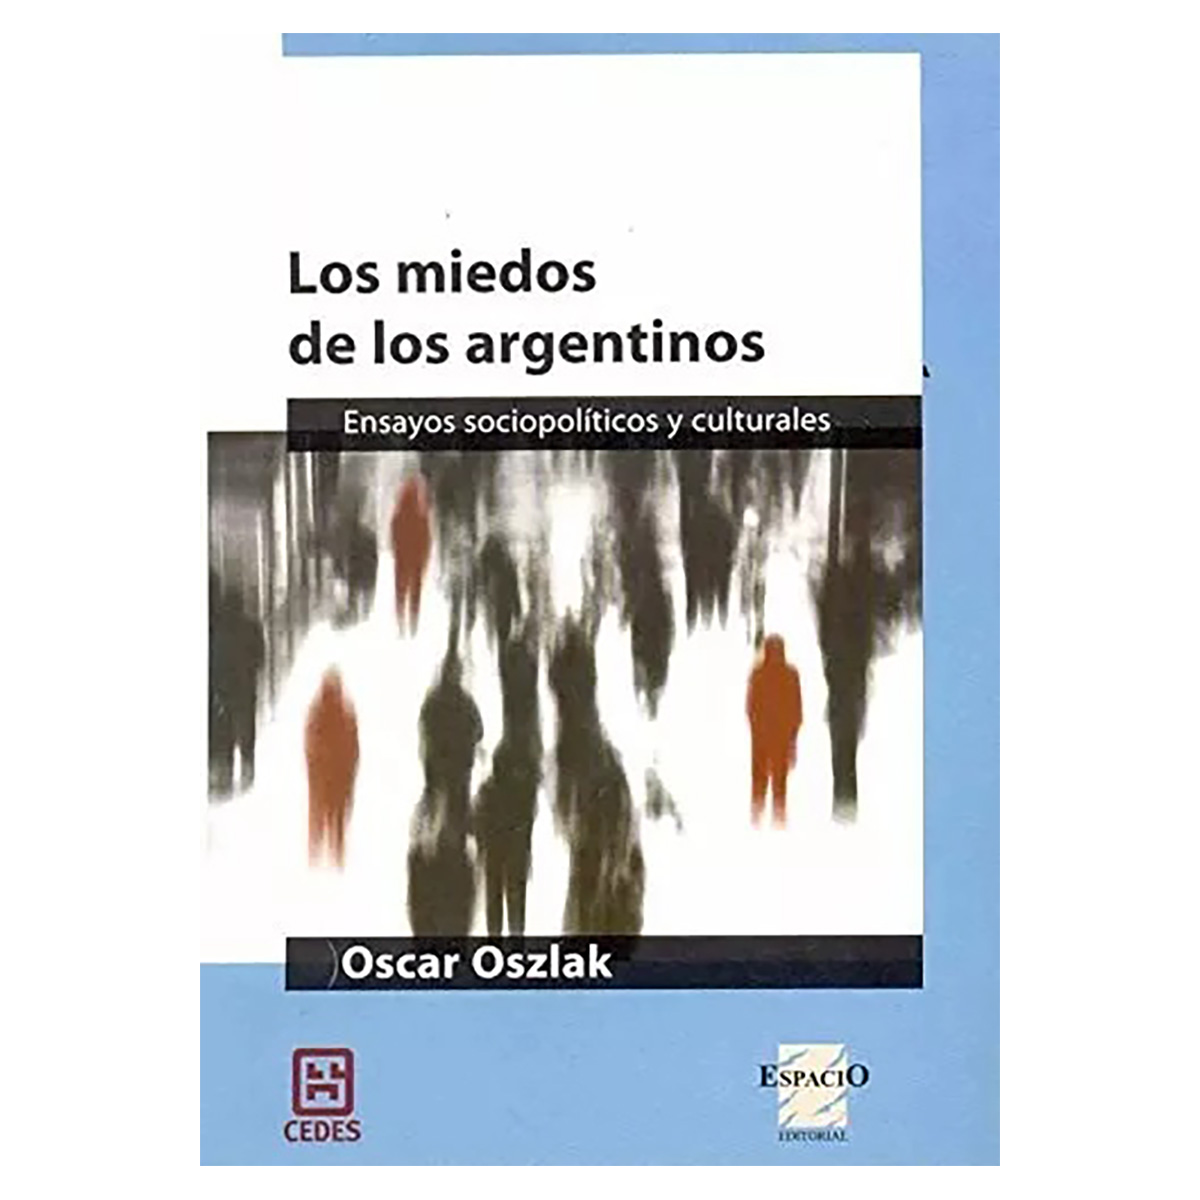 Los miedos
de los argentinos
Ensayos sociopolíticos y culturales
Oscar Oszlak
CEDES
ESPACIO
EDITORIAL